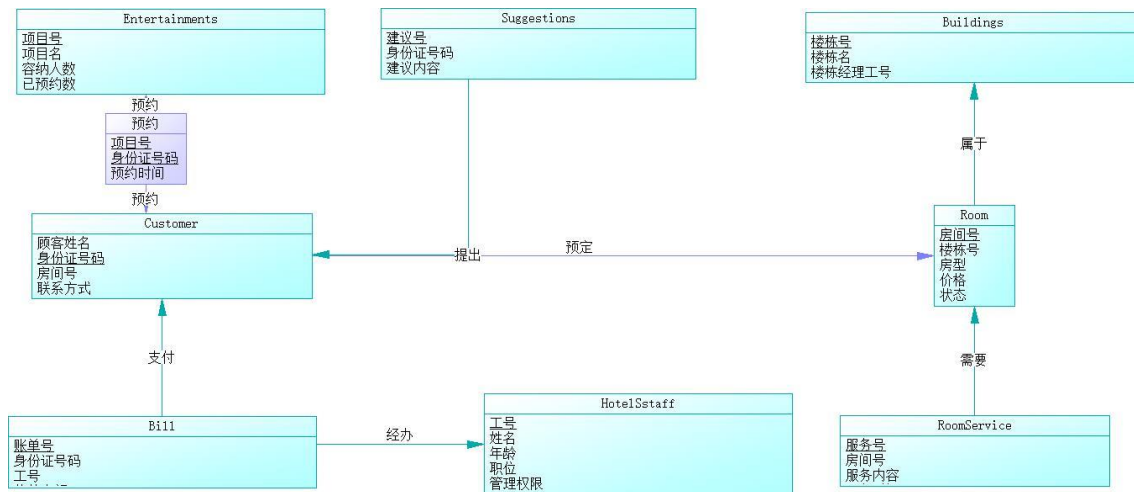 Entertainments
项目号
项目名
容纳人数
已预约数
Suggestions
建议号
身份证号码
建议内容
Buildings
楼栋号
楼栋名
楼栋经理工号
预约
预约
项目号
身份证号码
预约时间
预约
属于
Customer
顾客姓名
身份证号码
房间号
联系方式
提出
预定
Room
房间号
楼栋号
房型
价格
状态
支付
需要
Bill
账单号
身份证号码
工号
经办
HotelSstaff
工号
姓名
年龄
职位
管理权限
RoomService
服务号
房间号
服务内容